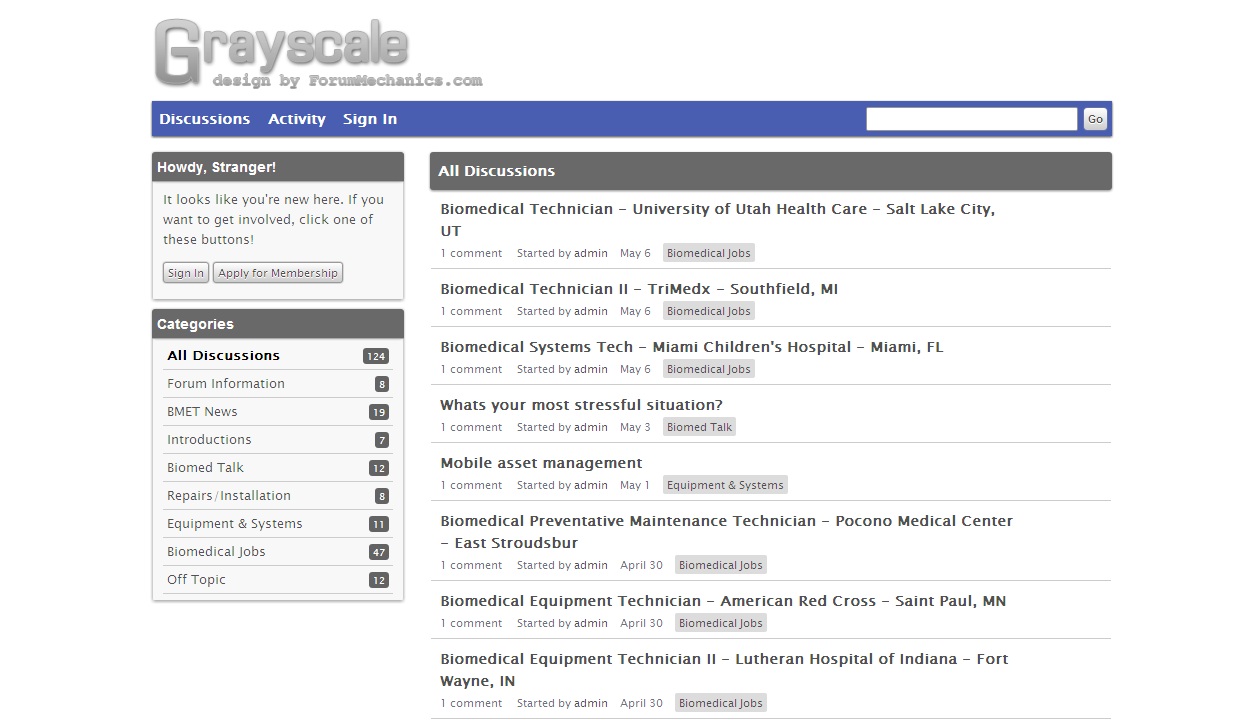 Grayscale
design by ForumMechanics.com
Discussions Activity Sign In Go
Howdy, Stranger!
It looks like you're new here. If you
want to get involved, click one of
these buttons!
Sign In Apply for Membership
Categories
All Discussions 124
Forum Information 8
BMET News 19
Introductions 7
Biomed Talk 12
Repairs/Installation 8
Equipment & Systems 11
Biomedical Jobs 47
Off Topic 12
All Discussions
Biomedical Technician - University of Utah Health Care - Salt Lake City,
UT
1 comment Started by admin May 6 Biomedical Jobs
Biomedical Technician II - TriMedx - Southfield, MI
1 comment Started by admin May 6 Biomedical Jobs
Biomedical Systems Tech - Miami Children's Hospital - Miami, FL
1 comment Started by admin May 6 Biomedical Jobs
Whats your most stressful situation?
1 comment Started by admin May 3 Biomed Talk
Mobile asset management
1 comment Started by admin May 1 Equipment & Systems
Biomedical Preventative Maintenance Technician - Pocono Medical Center
- East Stroudsbur
1 comment Started by admin April 30 Biomedical Jobs
Biomedical Equipment Technician - American Red Cross - Saint Paul, MN
1 comment Started by admin April 30 Biomedical Jobs
Biomedical Equipment Technician II - Lutheran Hospital of Indiana - Fort
Wayne, IN
1 comment Started by admin April 30 Biomedical Jobs